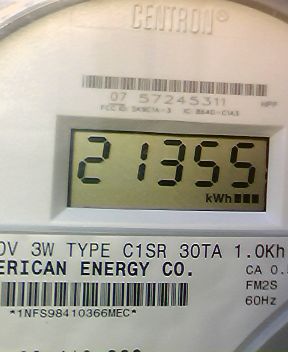 CENTRON®
07 57245311
21355
kWh
0V 3W TYPE C1SR 30TA 1.0Kh
ERICAN ENERGY CO.
CA 0.
FM2S
60Hz
*1NFS98410366MEC*